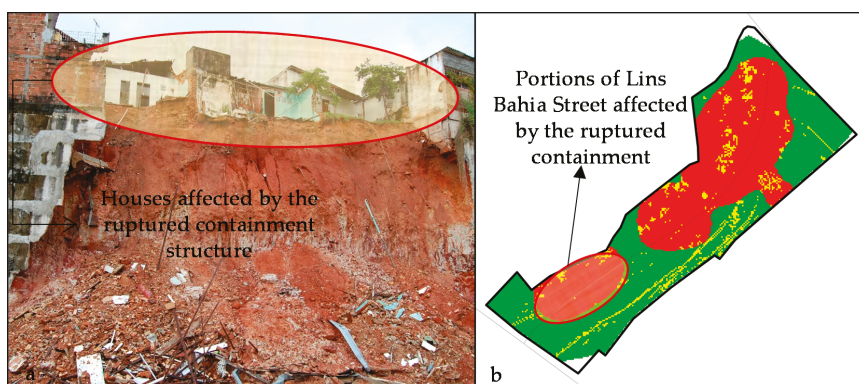 Houses affected by the
ruptured containment
structure
a
Portions of Lins
Bahia Street affected
by the ruptured
containment
b